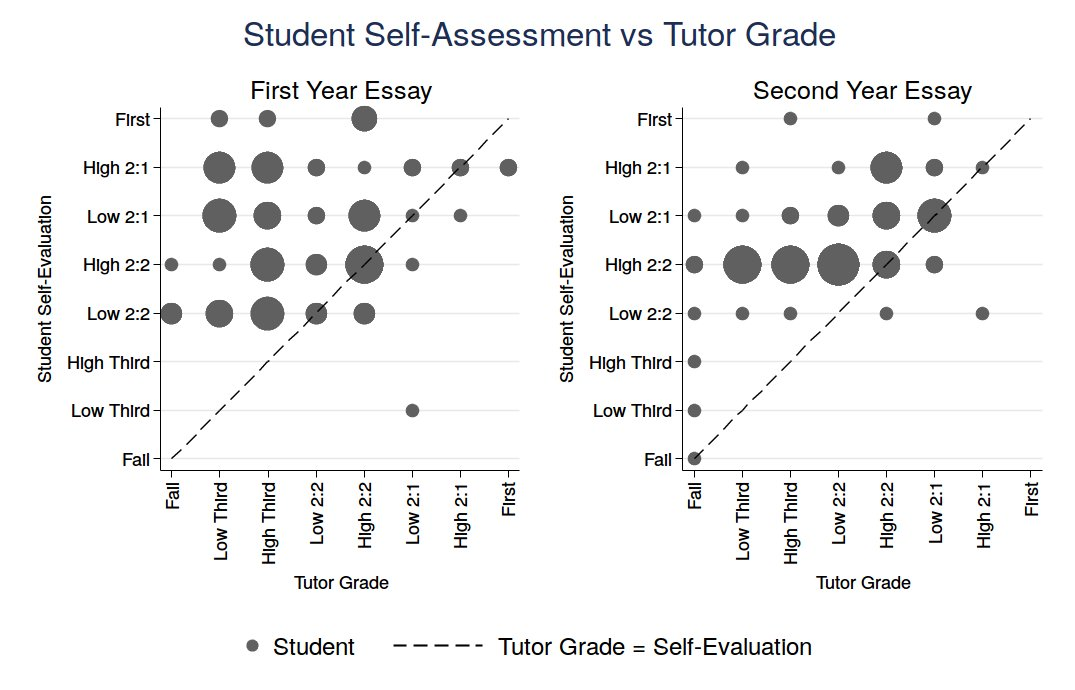 Student Self-Assessment vs Tutor Grade
First Year Essay
Student Self-Evaluation
First
High 2:1
Low 2:1
High 2:2
Low 2:2
High Third
Low Third
Fail
Fail
Low Third
High Third
Low 2:2
High 2:2
Low 2:1
High 2:1
First
Tutor Grade
Second Year Essay
Student Self-Evaluation
First
High 2:1
Low 2:1
High 2:2
Low 2:2
High Third
Low Third
Fail
Fail
Low Third
High Third
Low 2:2
High 2:2
Low 2:1
High 2:1
First
Tutor Grade
Student
Tutor Grade = Self-Evaluation